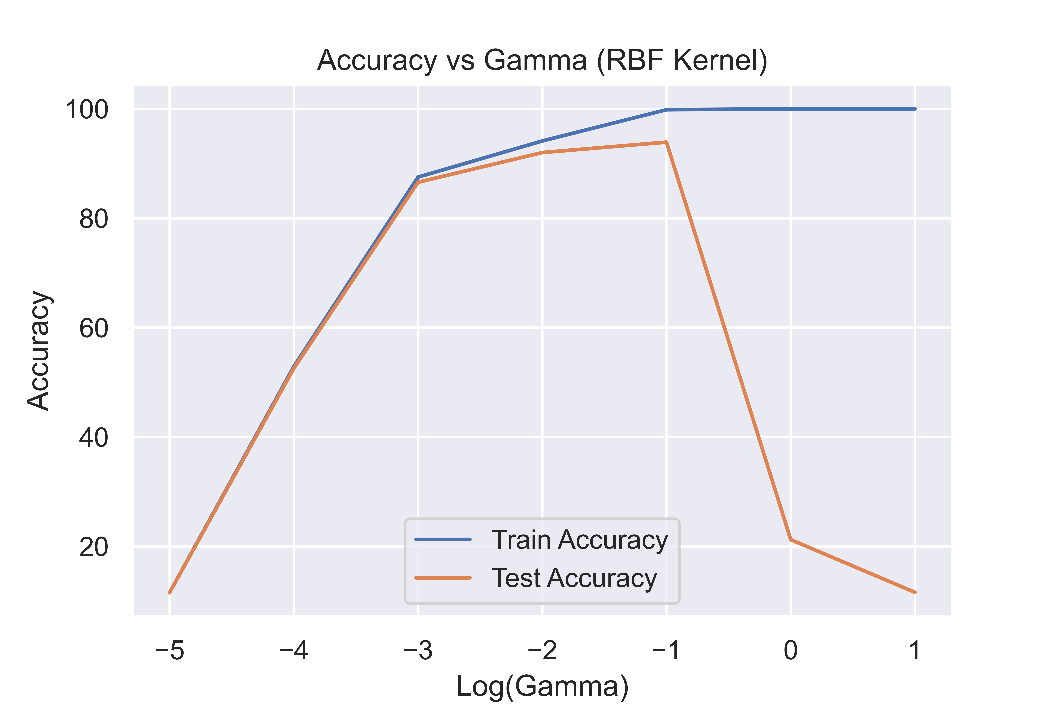 Accuracy vs Gamma (RBF Kernel)
Accuracy
100
80
60
40
20
Train Accuracy
Test Accuracy
−5 −4 −3 −2 −1 0 1
Log(Gamma)